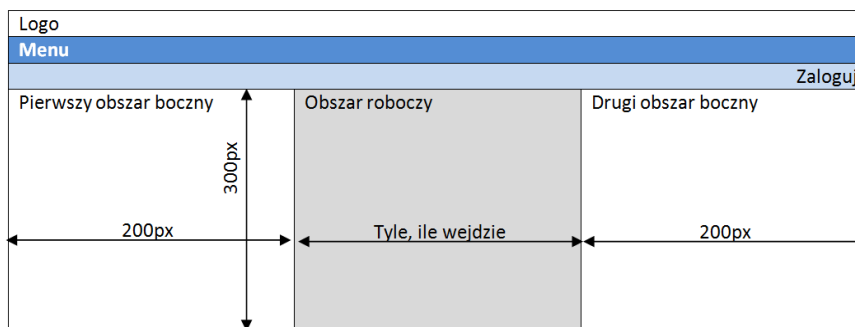 Logo
Menu
Zaloguj
Pierwszy obszar boczny
Obszar roboczy
Drugi obszar boczny
300px
200px
Tyle, ile wejdzie
200px